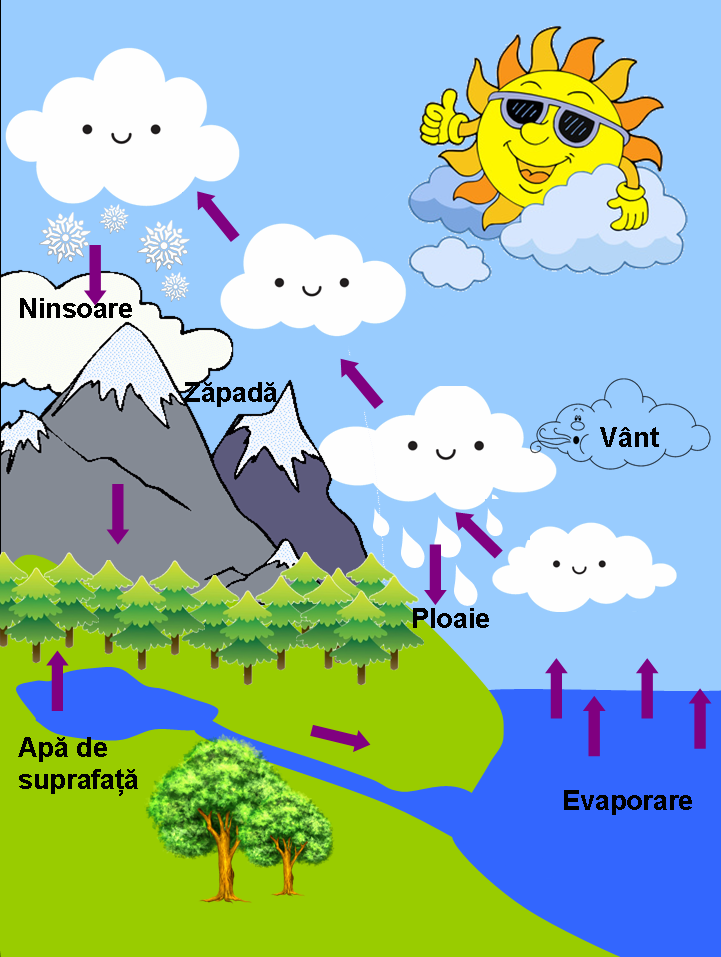 Ninsoare
Zăpadă
Vânt
Ploaie
Apă de
suprafață
Evaporare